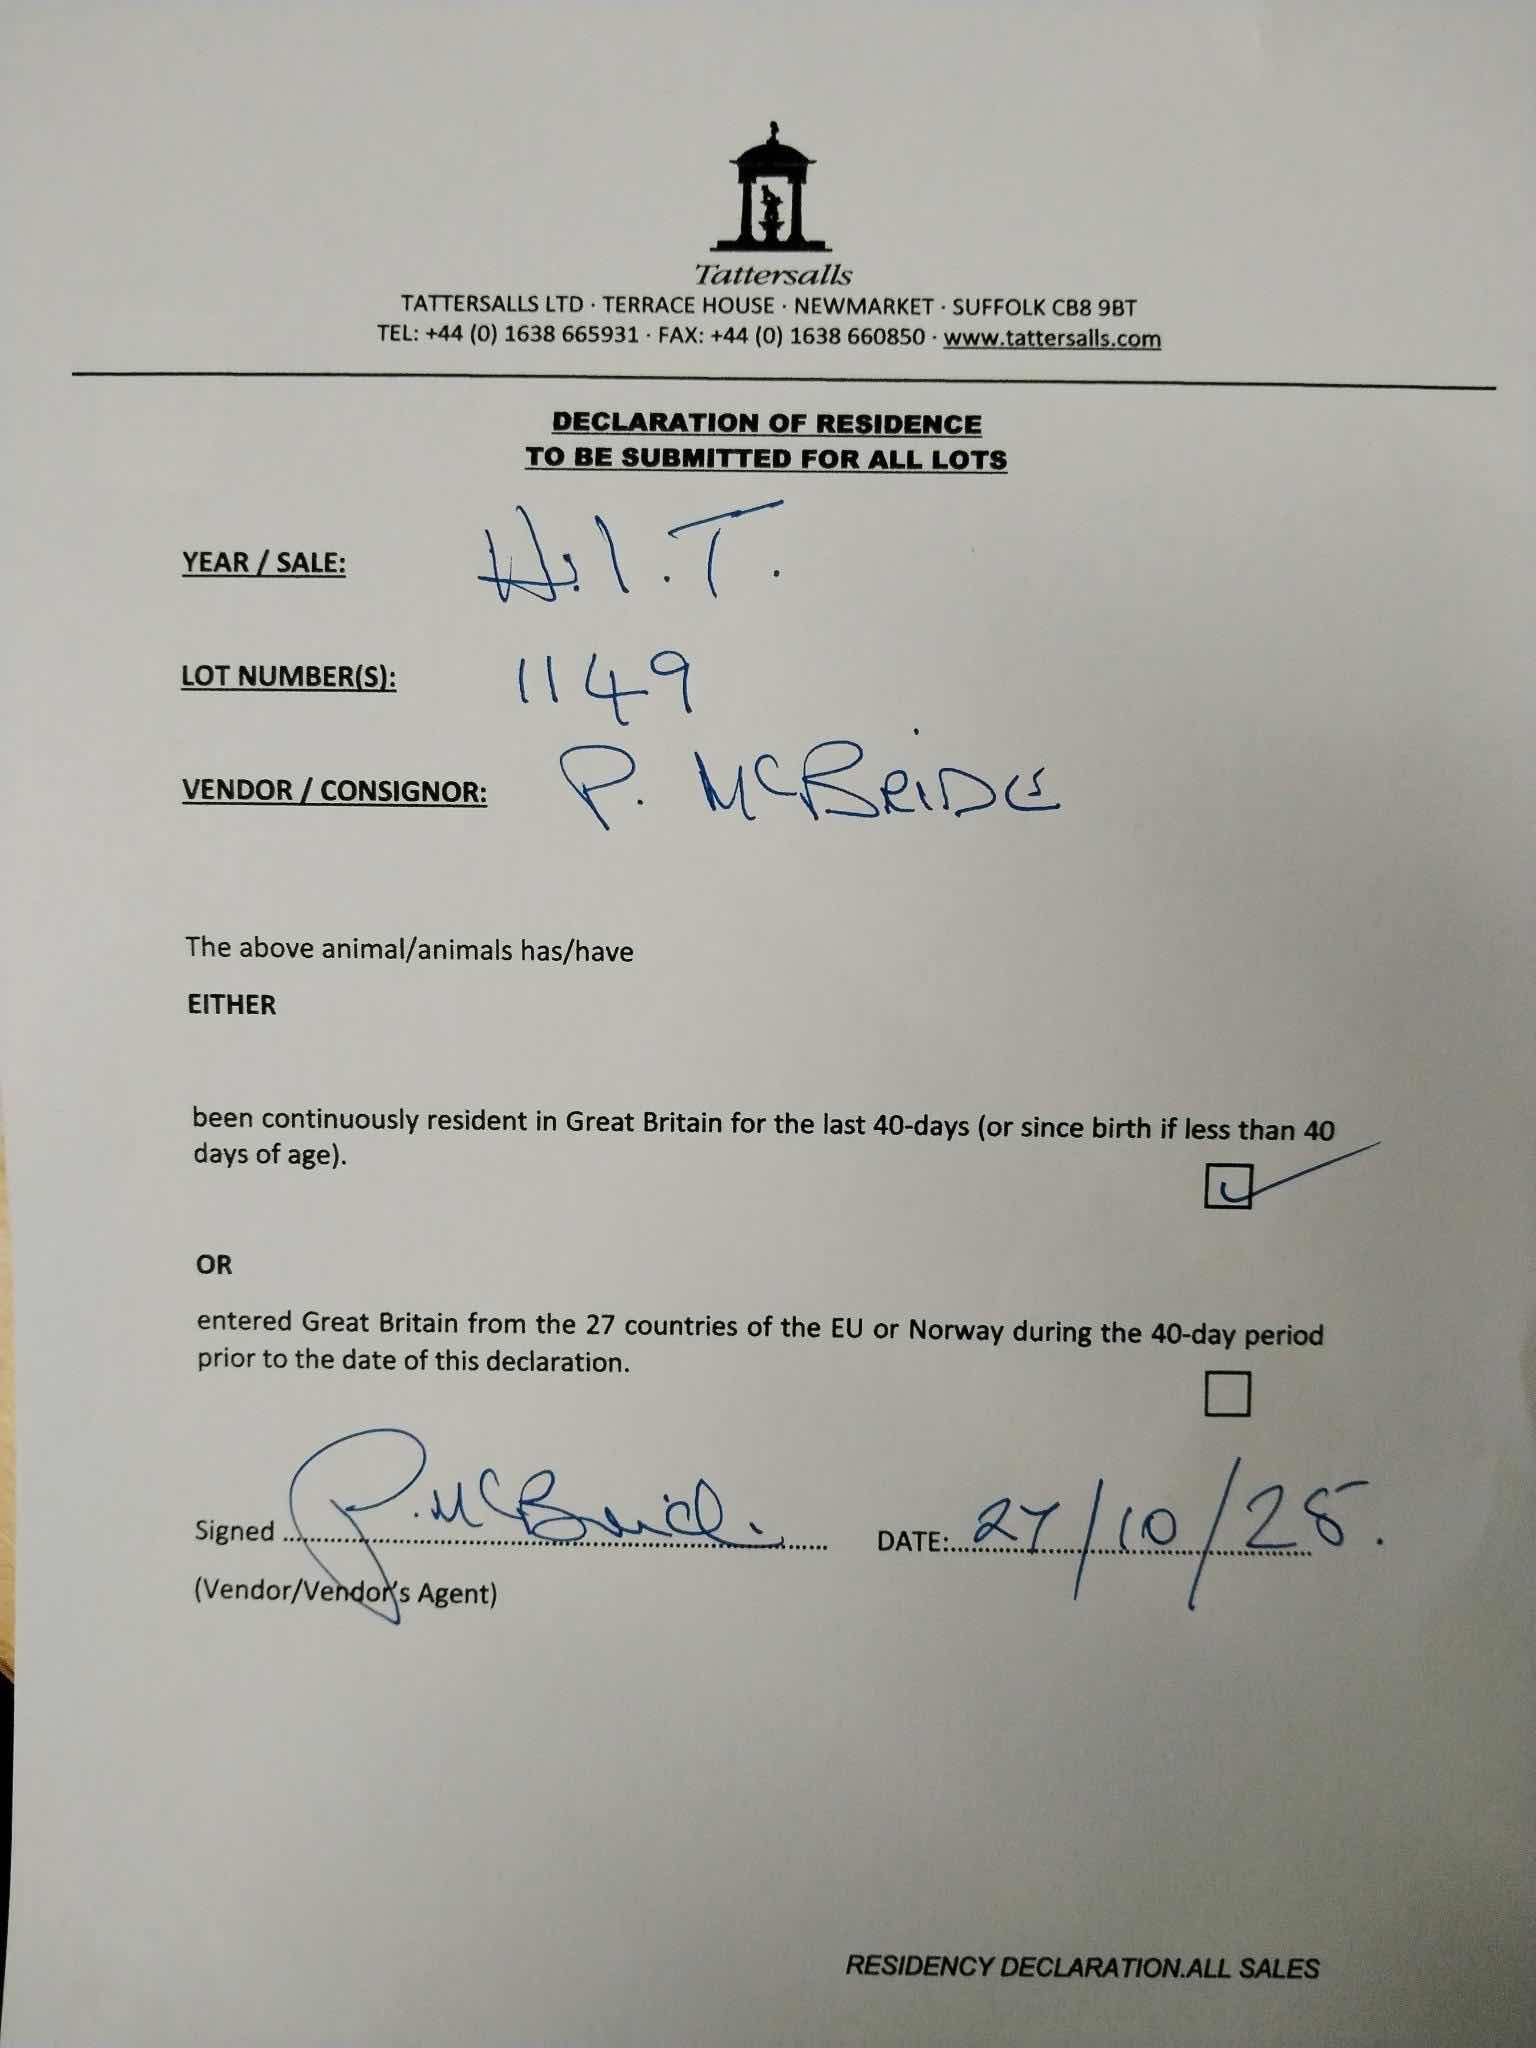 Tattersalls
TATTERSALLS LTD · TERRACE HOUSE · NEWMARKET · SUFFOLK CB8 9BT
TEL: +44 (0) 1638 665931 · FAX: +44 (0) 1638 660850 · www.tattersalls.com
DECLARATION OF RESIDENCE
TO BE SUBMITTED FOR ALL LOTS
YEAR / SALE: H.I.T.
LOT NUMBER(S): 1149
VENDOR / CONSIGNOR: P. McBRiDE
The above animal/animals has/have
EITHER
been continuously resident in Great Britain for the last 40-days (or since birth if less than 40
days of age).
OR
entered Great Britain from the 27 countries of the EU or Norway during the 40-day period
prior to the date of this declaration.
Signed P. McBride DATE: 27/10/25.
(Vendor/Vendor's Agent)
RESIDENCY DECLARATION.ALL SALES